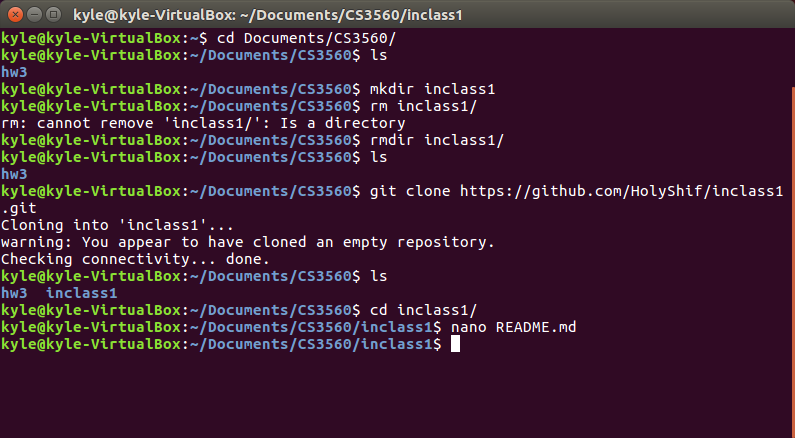 kyle@kyle-VirtualBox: ~/Documents/CS3560/inclass1
kyle@kyle-VirtualBox:~$ cd Documents/CS3560/
kyle@kyle-VirtualBox:~/Documents/CS3560$ ls
hw3
kyle@kyle-VirtualBox:~/Documents/CS3560$ mkdir inclass1
kyle@kyle-VirtualBox:~/Documents/CS3560$ rm inclass1/
rm: cannot remove 'inclass1/': Is a directory
kyle@kyle-VirtualBox:~/Documents/CS3560$ rmdir inclass1/
kyle@kyle-VirtualBox:~/Documents/CS3560$ ls
hw3
kyle@kyle-VirtualBox:~/Documents/CS3560$ git clone https://github.com/HolyShif/inclass1
.git
Cloning into 'inclass1'...
warning: You appear to have cloned an empty repository.
Checking connectivity... done.
kyle@kyle-VirtualBox:~/Documents/CS3560$ ls
hw3  inclass1
kyle@kyle-VirtualBox:~/Documents/CS3560$ cd inclass1/
kyle@kyle-VirtualBox:~/Documents/CS3560/inclass1$ nano README.md
kyle@kyle-VirtualBox:~/Documents/CS3560/inclass1$